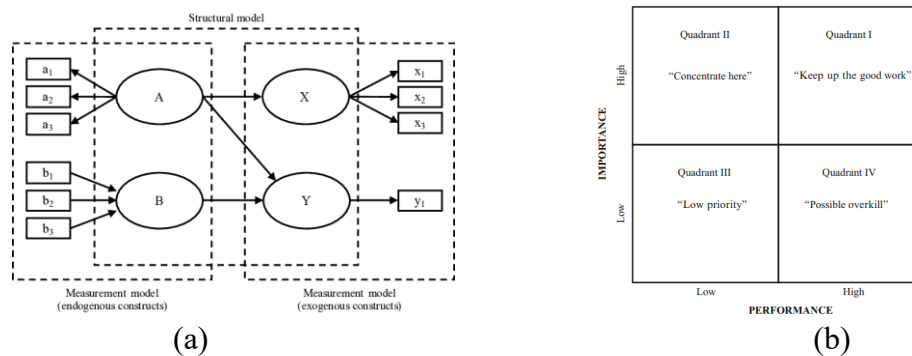 Structural model
a1
a2
a3
A
X
x1
x2
x3
b1
b2
b3
B
Y
y1
Measurement model
(endogenous constructs)
Measurement model
(exogenous constructs)
(a)
IMPORTANCE
High
Low
Quadrant II
"Concentrate here"
Quadrant I
"Keep up the good work"
Quadrant III
"Low priority"
Quadrant IV
"Possible overkill"
Low
High
PERFORMANCE
(b)